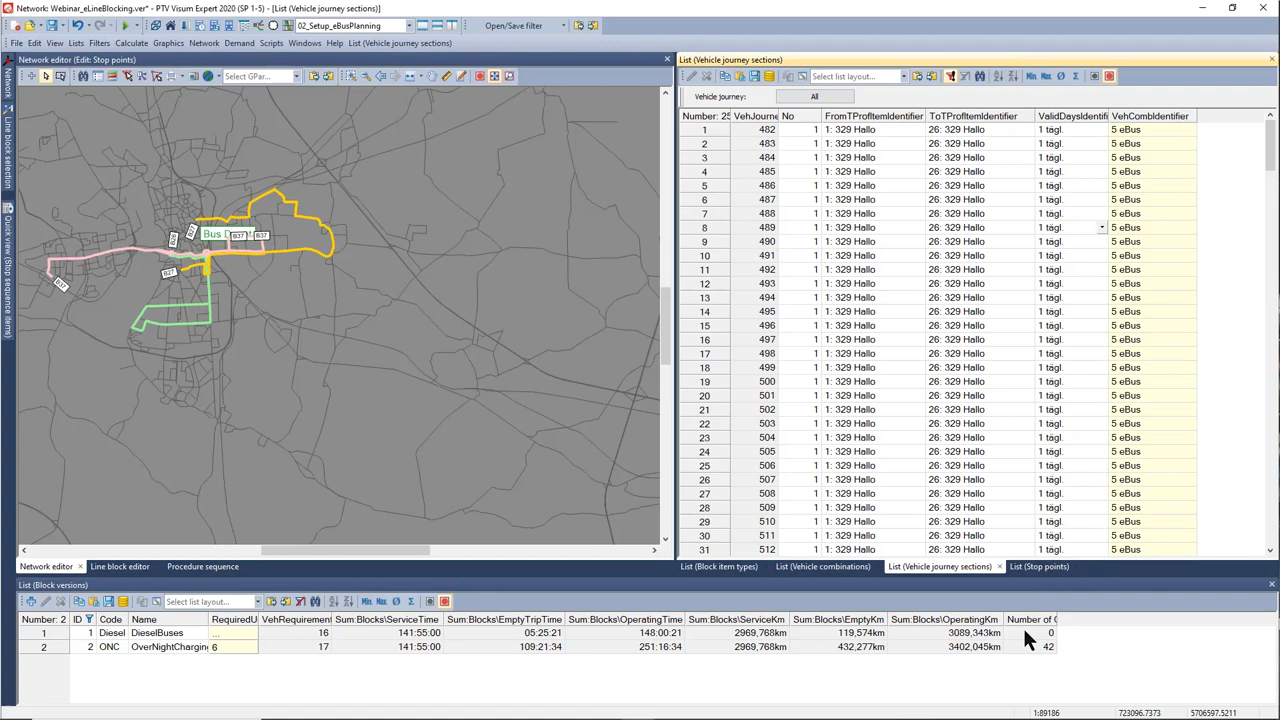 Network: Webinar_eLineBlocking.ver* - PTV Visum Expert 2020 (SP 1-5) - [List (Vehicle journey sections)]
02_Setup_eBusPlanning Open/Save filter
File Edit View Lists Filters Calculate Graphics Network Demand Scripts Windows Help List (Vehicle journey sections)
Network editor (Edit: Stop points)
Select GPar...
Network
Line block selection
Quick view (Stop sequence items)
B37
B27
B37
B37
B37
Network editor Line block editor Procedure sequence
List (Vehicle journey sections)
Select list layout...
Vehicle journey: All
Number: 25 VehJourne No FromTProfItemIdentifier ToTProfItemIdentifier ValidDaysIdentifi VehCombIdentifier
1 482 1 1: 329 Hallo 26: 329 Hallo 1 tägl. 5 eBus
2 483 1 1: 329 Hallo 26: 329 Hallo 1 tägl. 5 eBus
3 484 1 1: 329 Hallo 26: 329 Hallo 1 tägl. 5 eBus
4 485 1 1: 329 Hallo 26: 329 Hallo 1 tägl. 5 eBus
5 486 1 1: 329 Hallo 26: 329 Hallo 1 tägl. 5 eBus
6 487 1 1: 329 Hallo 26: 329 Hallo 1 tägl. 5 eBus
7 488 1 1: 329 Hallo 26: 329 Hallo 1 tägl. 5 eBus
8 489 1 1: 329 Hallo 26: 329 Hallo 1 tägl. 5 eBus
9 490 1 1: 329 Hallo 26: 329 Hallo 1 tägl. 5 eBus
10 491 1 1: 329 Hallo 26: 329 Hallo 1 tägl. 5 eBus
11 492 1 1: 329 Hallo 26: 329 Hallo 1 tägl. 5 eBus
12 493 1 1: 329 Hallo 26: 329 Hallo 1 tägl. 5 eBus
13 494 1 1: 329 Hallo 26: 329 Hallo 1 tägl. 5 eBus
14 495 1 1: 329 Hallo 26: 329 Hallo 1 tägl. 5 eBus
15 496 1 1: 329 Hallo 26: 329 Hallo 1 tägl. 5 eBus
16 497 1 1: 329 Hallo 26: 329 Hallo 1 tägl. 5 eBus
17 498 1 1: 329 Hallo 26: 329 Hallo 1 tägl. 5 eBus
18 499 1 1: 329 Hallo 26: 329 Hallo 1 tägl. 5 eBus
19 500 1 1: 329 Hallo 26: 329 Hallo 1 tägl. 5 eBus
20 501 1 1: 329 Hallo 26: 329 Hallo 1 tägl. 5 eBus
21 502 1 1: 329 Hallo 26: 329 Hallo 1 tägl. 5 eBus
22 503 1 1: 329 Hallo 26: 329 Hallo 1 tägl. 5 eBus
23 504 1 1: 329 Hallo 26: 329 Hallo 1 tägl. 5 eBus
24 505 1 1: 329 Hallo 26: 329 Hallo 1 tägl. 5 eBus
25 506 1 1: 329 Hallo 26: 329 Hallo 1 tägl. 5 eBus
26 507 1 1: 329 Hallo 26: 329 Hallo 1 tägl. 5 eBus
27 508 1 1: 329 Hallo 26: 329 Hallo 1 tägl. 5 eBus
28 509 1 1: 329 Hallo 26: 329 Hallo 1 tägl. 5 eBus
29 510 1 1: 329 Hallo 26: 329 Hallo 1 tägl. 5 eBus
30 511 1 1: 329 Hallo 26: 329 Hallo 1 tägl. 5 eBus
31 512 1 1: 329 Hallo 26: 329 Hallo 1 tägl. 5 eBus
List (Block item types) List (Vehicle combinations) List (Vehicle journey sections) List (Stop points)
List (Block versions)
Select list layout...
Number: 2 ID Code Name RequiredU VehRequirement Sum:Blocks\ServiceTime Sum:Blocks\EmptyTripTime Sum:Blocks\OperatingTime Sum:Blocks\ServiceKm Sum:Blocks\EmptyKm Sum:Blocks\OperatingKm Number of
1 1 Diesel DieselBuses ... 16 141:55:00 05:25:21 148:00:21 2969,768km 119,574km 3089,343km 0
2 2 ONC OverNightCharging 6 17 141:55:00 109:21:34 251:16:34 2969,768km 432,277km 3402,045km 42
1:89186 723096.7373 5706597.5211